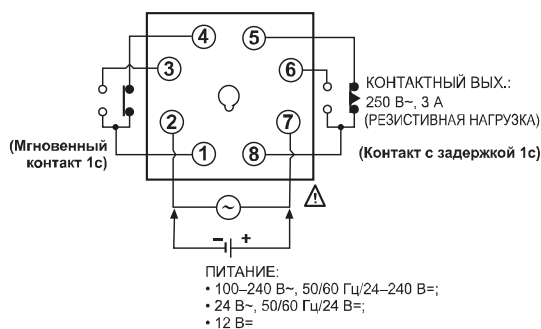 4
5
3
6
2
7
1
8
КОНТАКТНЫЙ ВЫХ.:
250 В~, 3 А
(РЕЗИСТИВНАЯ НАГРУЗКА)
(Мгновенный
контакт 1с)
(Контакт с задержкой 1с)
~
!
− +
ПИТАНИЕ:
• 100–240 В~, 50/60 Гц/24–240 В=;
• 24 В~, 50/60 Гц/24 В=;
• 12 В=